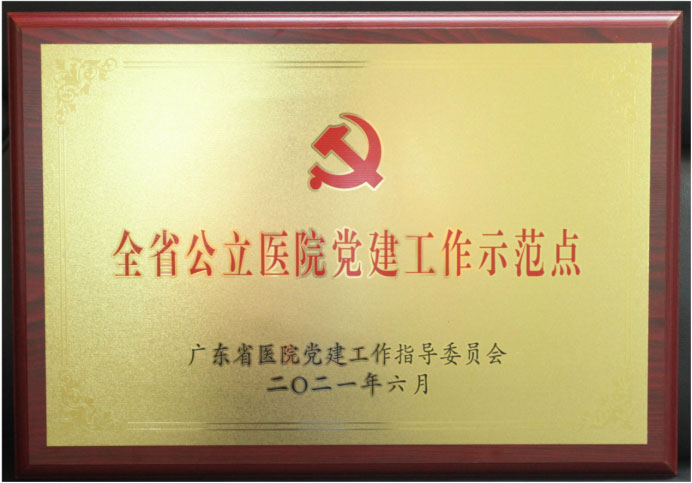 全省公立医院党建工作示范点
广东省医院党建工作指导委员会
二〇二一年六月